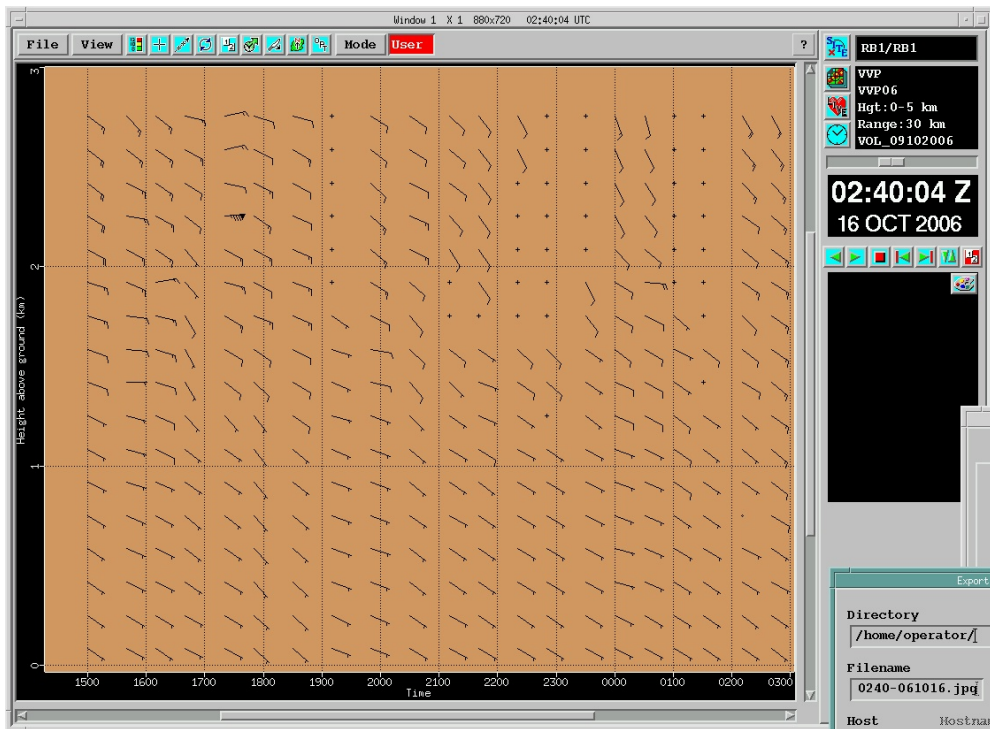 Window 1 X 1 880x720 02:40:04 UTC
File View Mode User ?
RB1/RB1
VVP
VVP06
Hgt:0-5 km
Range:30 km
VOL_09102006
02:40:04 Z
16 OCT 2006
3
2
1
0
Height above ground (km)
1500 1600 1700 1800 1900 2000 2100 2200 2300 0000 0100 0200 0300
Time
Export
Directory
/home/operator/
Filename
0240-061016.jpg
Host Hostna